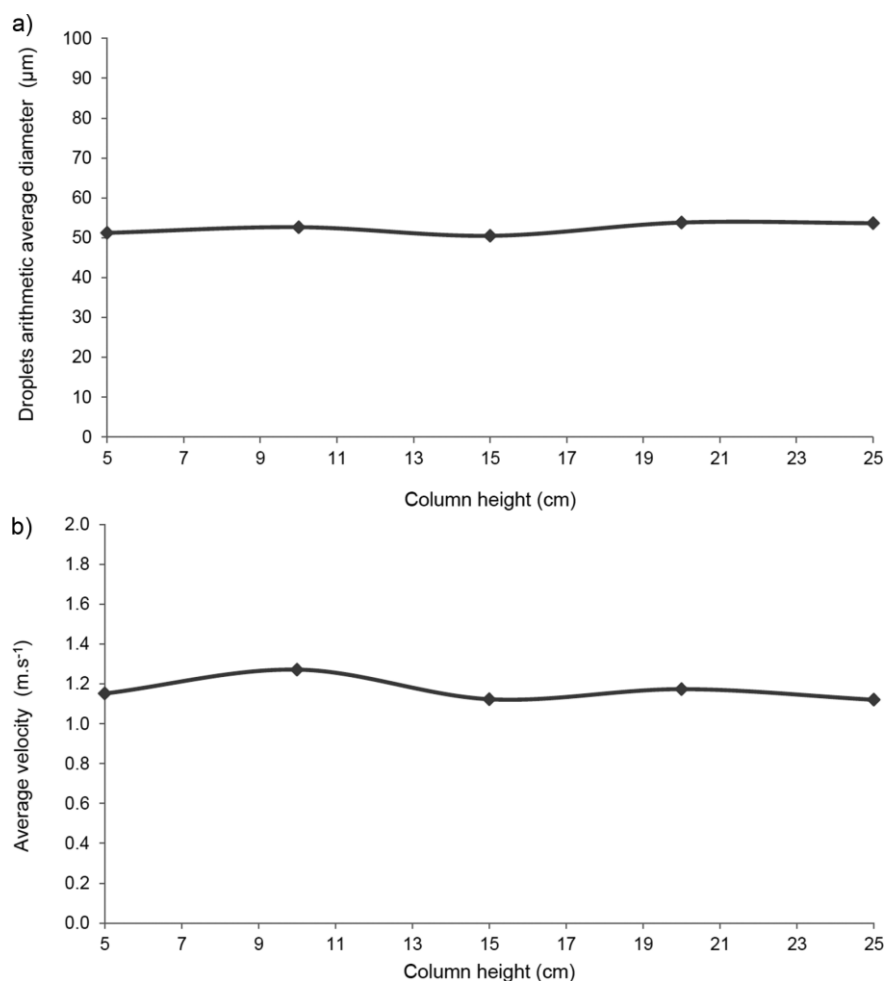 a)
Droplets arithmetic average diameter (μm)
100
90
80
70
60
50
40
30
20
10
0
5 7 9 11 13 15 17 19 21 23 25
Column height (cm)
b)
Average velocity (m.s⁻¹)
2.0
1.8
1.6
1.4
1.2
1.0
0.8
0.6
0.4
0.2
0.0
5 7 9 11 13 15 17 19 21 23 25
Column height (cm)